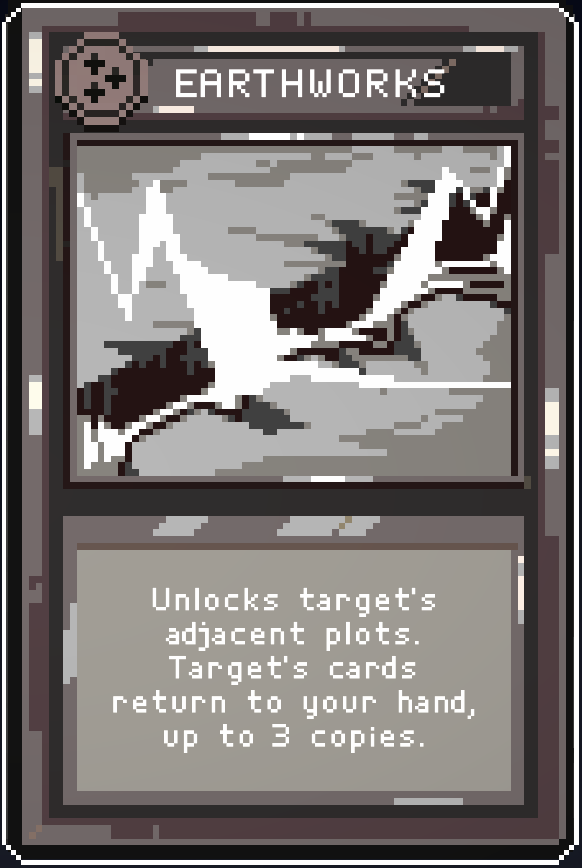 EARTHWORKS
Unlocks target's
adjacent plots.
Target's cards
return to your hand,
up to 3 copies.